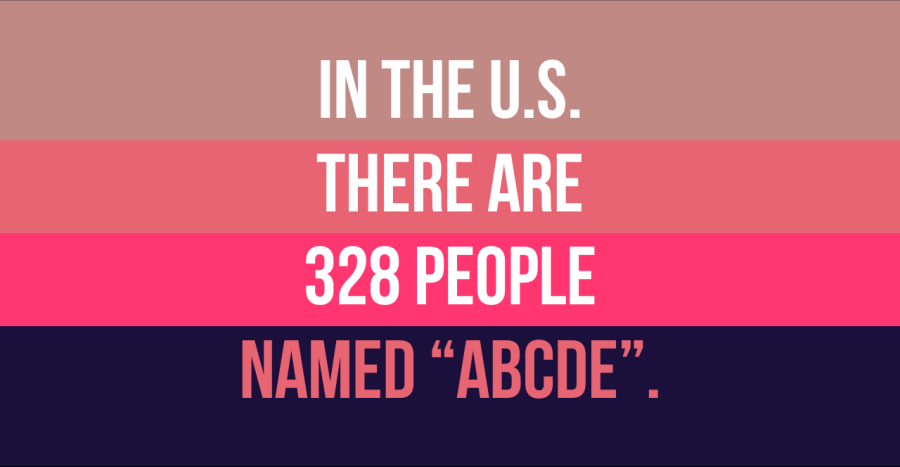 IN THE U.S.
THERE ARE
328 PEOPLE
NAMED “ABCDE”.